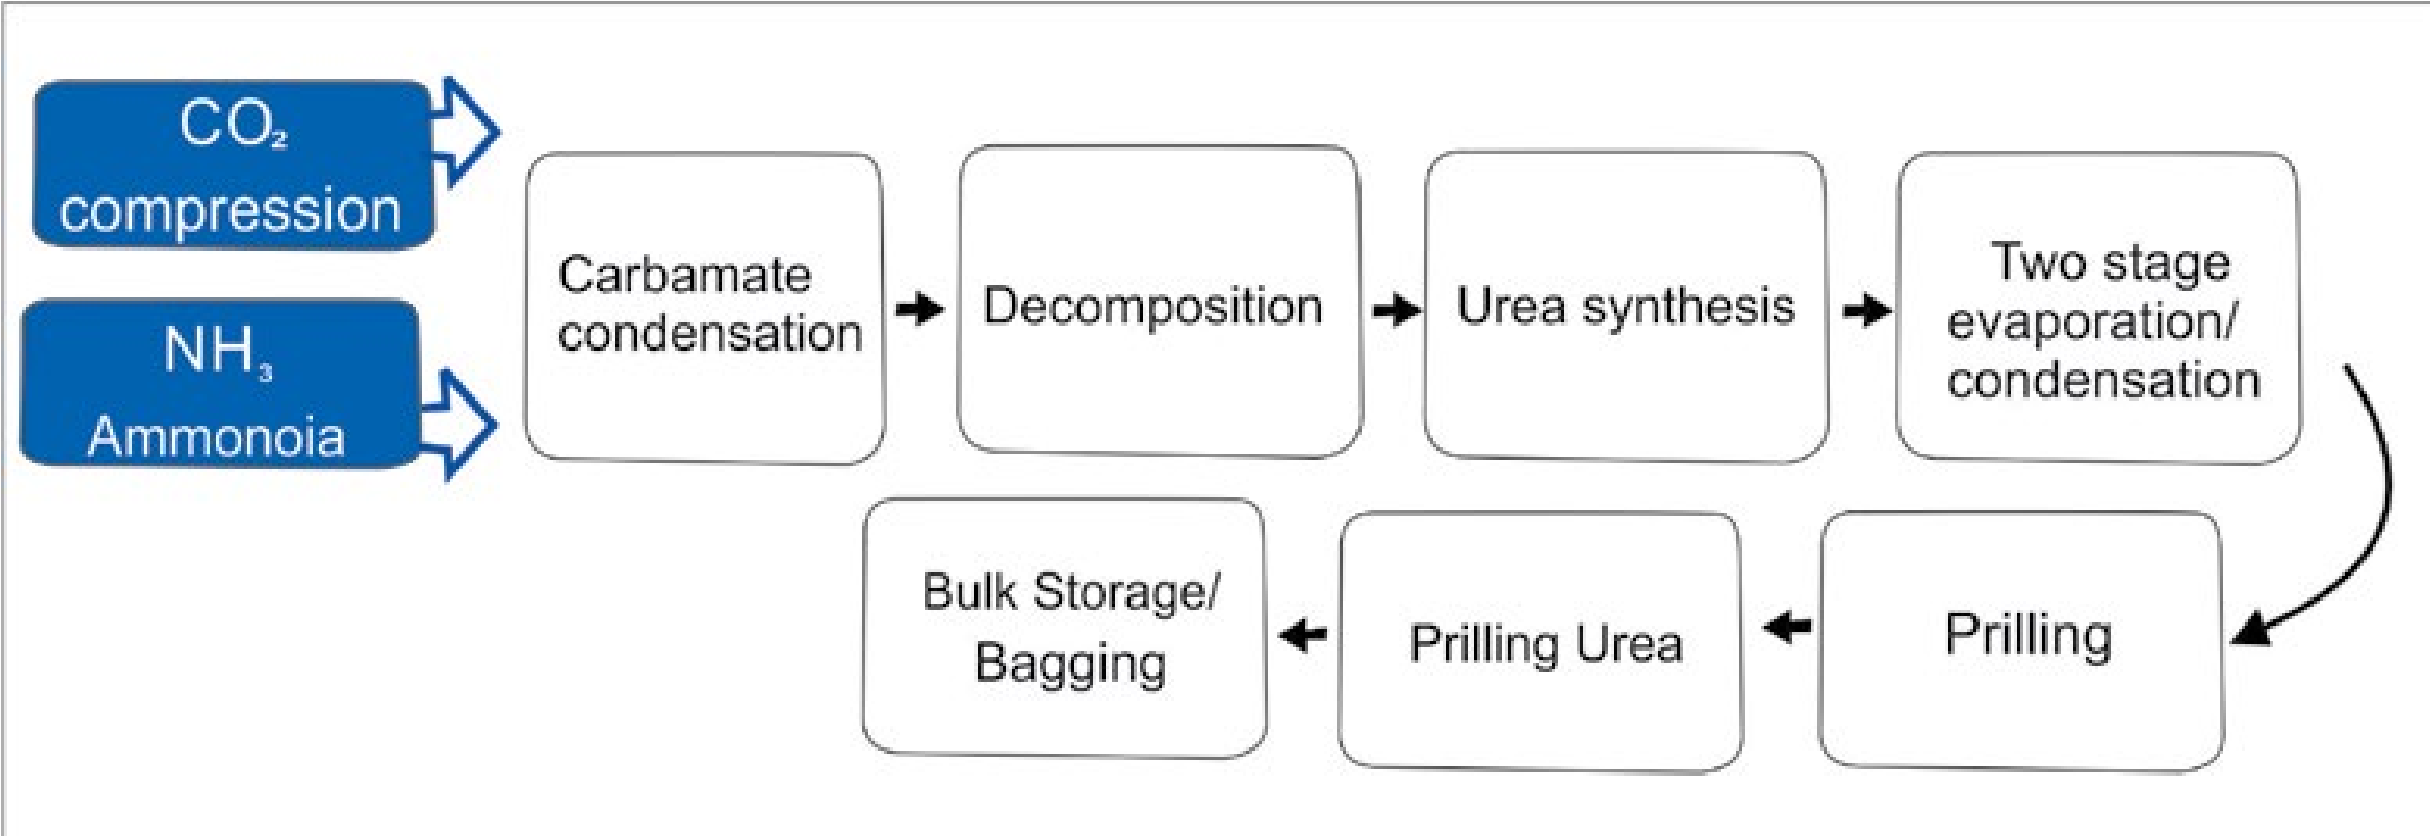 CO₂
compression
NH₃
Ammonoia
Carbamate
condensation
Decomposition
Urea synthesis
Two stage
evaporation/
condensation
Prilling
Prilling Urea
Bulk Storage/
Bagging